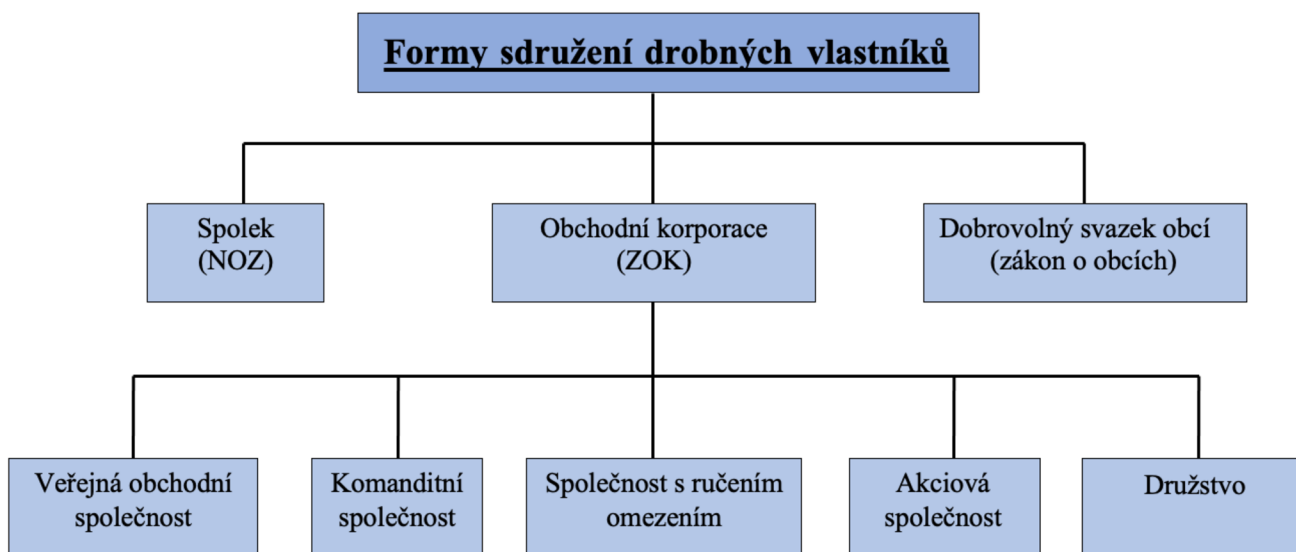 Formy sdružení drobných vlastníků
Spolek
(NOZ)
Obchodní korporace
(ZOK)
Dobrovolný svazek obcí
(zákon o obcích)
Veřejná obchodní
společnost
Komanditní
společnost
Společnost s ručením
omezením
Akciová
společnost
Družstvo